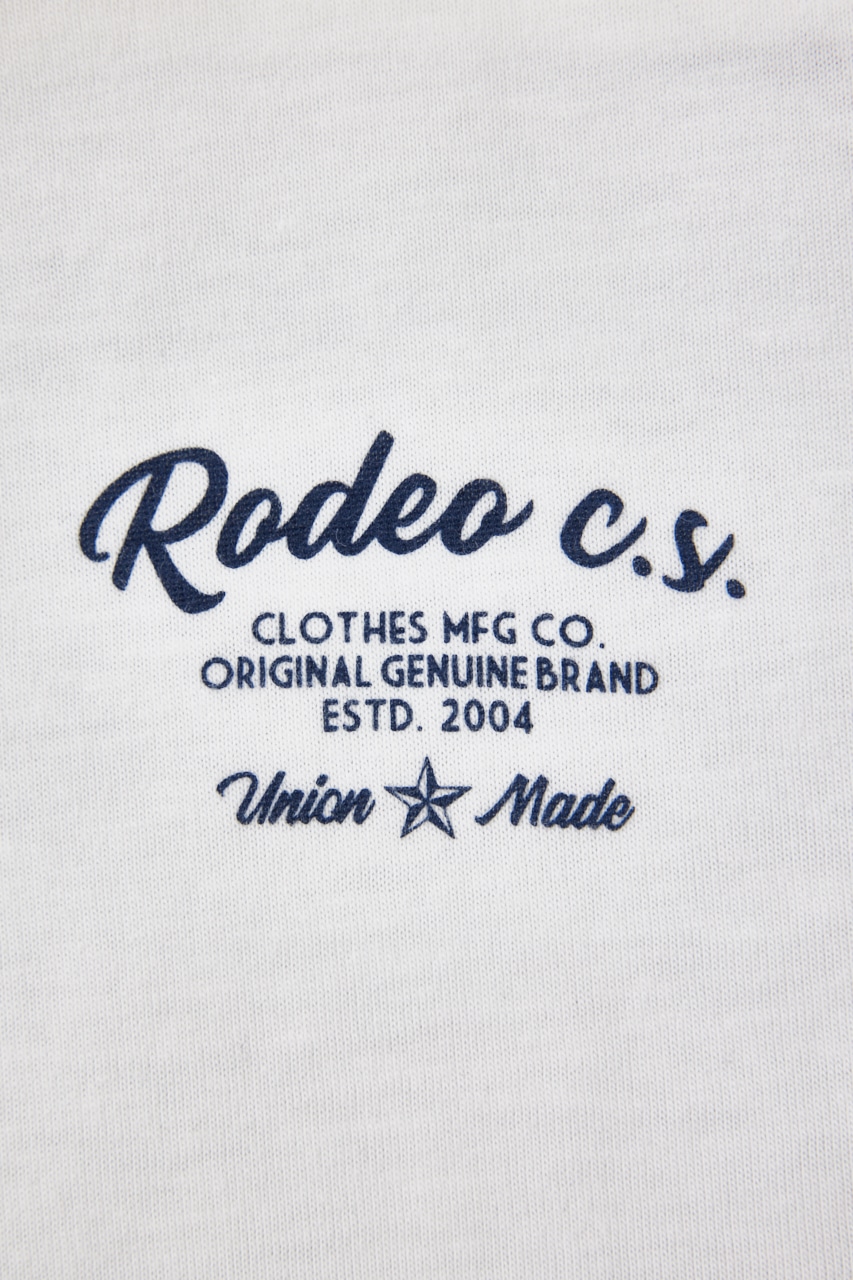 Rodeo c.s.
CLOTHES MFG CO.
ORIGINAL GENUINE BRAND
ESTD. 2004
Union Made